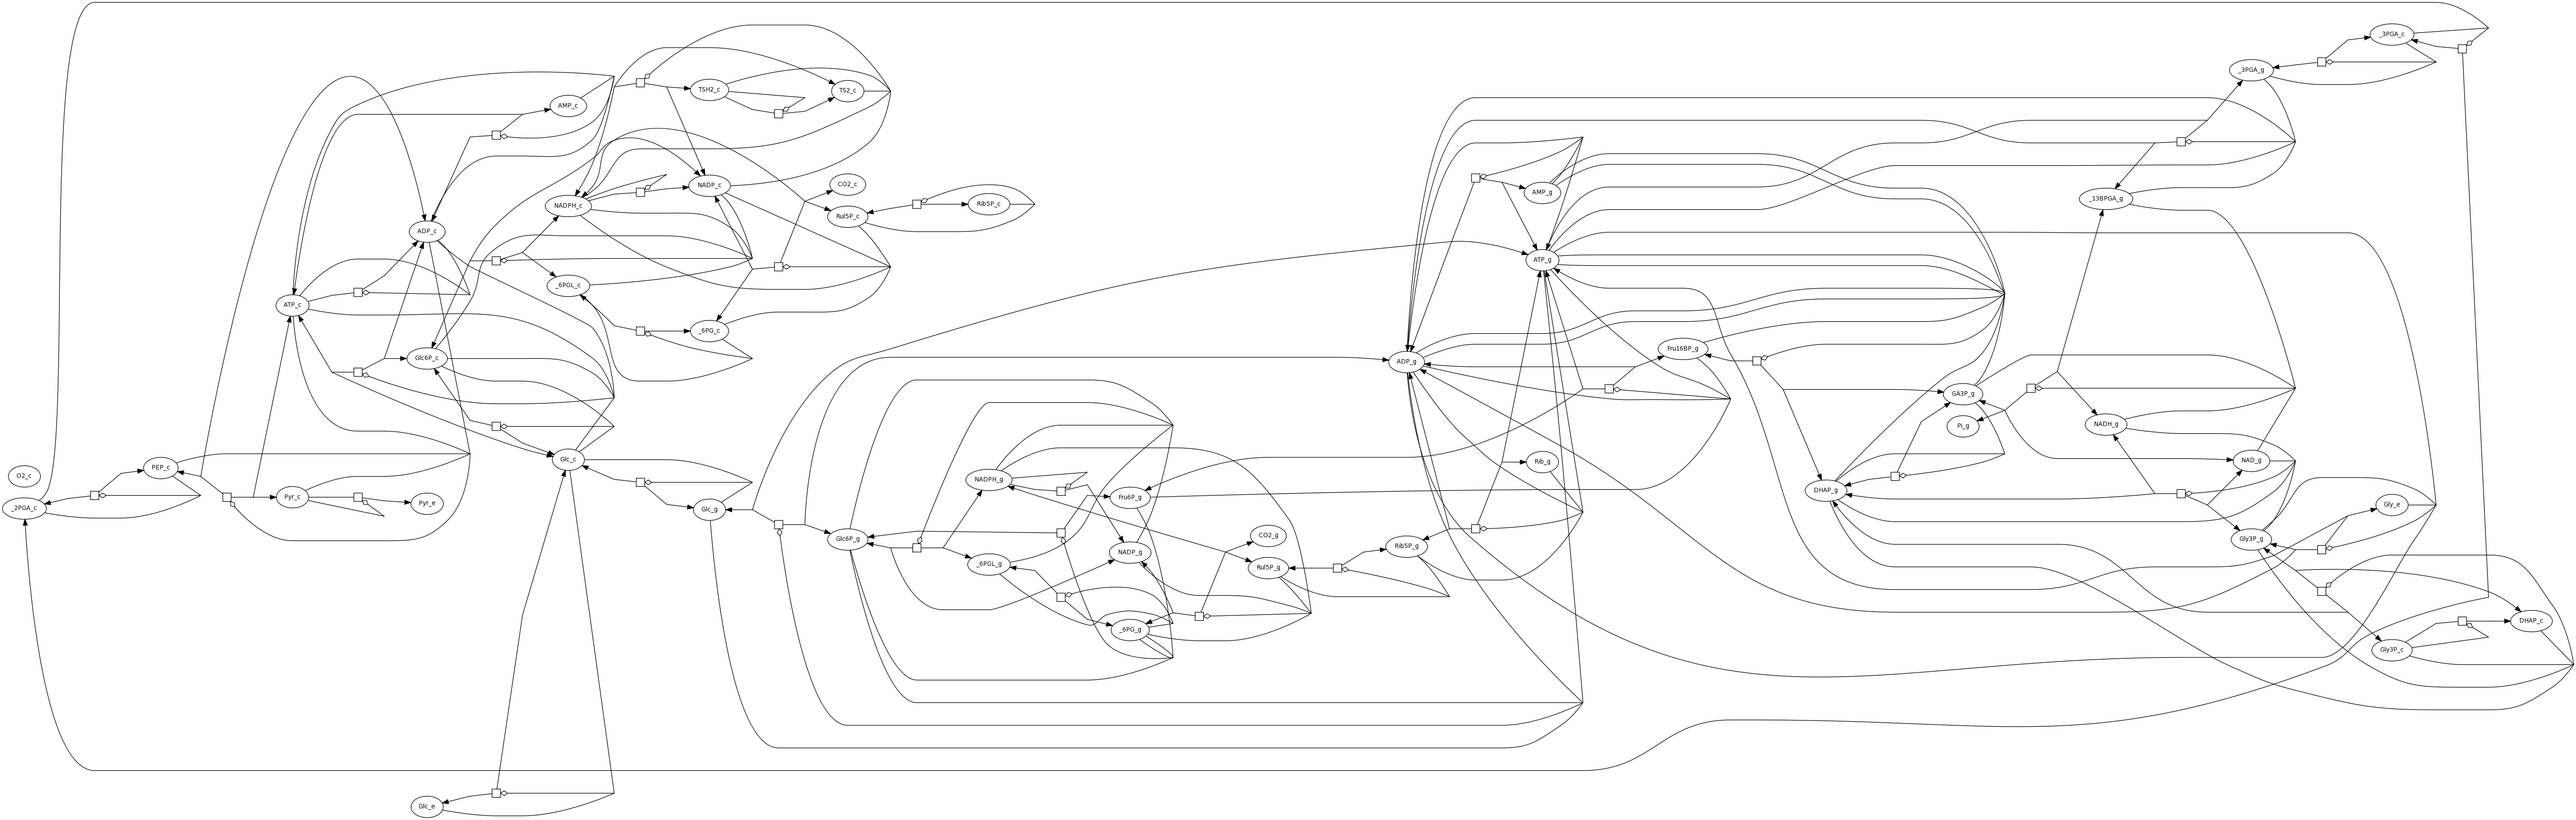 _3PGA_c
_3PGA_g
TSH2_c
TS2_c
AMP_c
NADP_c
CO2_c
NADPH_c
Rul5P_c
Rib5P_c
AMP_g
_13BPGA_g
ADP_c
ATP_g
_6PGL_c
ATP_c
_6PG_c
Glc6P_c
ADP_g
Fru16BP_g
GA3P_g
Pi_g
NADH_g
Glc_c
Rib_g
NAD_g
O2_c
PEP_c
NADPH_g
DHAP_g
_2PGA_c
Pyr_c
Pyr_e
Glc_g
Fru6P_g
Gly_e
Glc6P_g
CO2_g
Gly3P_g
Rib5P_g
NADP_g
_6PGL_g
Rul5P_g
_6PG_g
DHAP_c
Gly3P_c
Glc_e